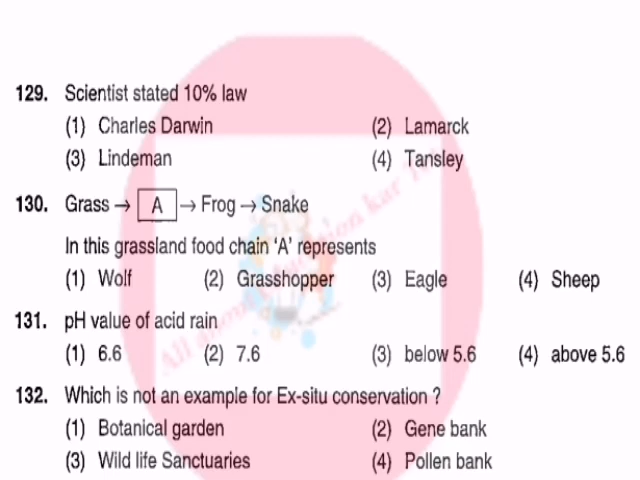 129. Scientist stated 10% law
(1) Charles Darwin (2) Lamarck
(3) Lindeman (4) Tansley
130. Grass → A → Frog → Snake
In this grassland food chain ‘A’ represents
(1) Wolf (2) Grasshopper (3) Eagle (4) Sheep
131. pH value of acid rain
(1) 6.6 (2) 7.6 (3) below 5.6 (4) above 5.6
132. Which is not an example for Ex-situ conservation ?
(1) Botanical garden (2) Gene bank
(3) Wild life Sanctuaries (4) Pollen bank